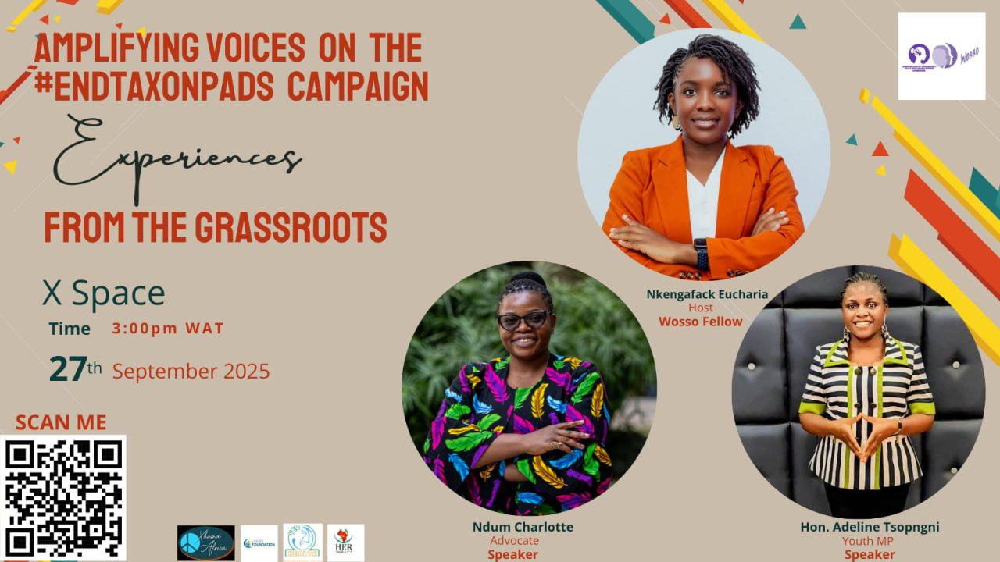 AMPLIFYING VOICES ON THE
#ENDTAXONPADS CAMPAIGN
Experiences
FROM THE GRASSROOTS
X Space
Time 3:00pm WAT
27th September 2025
SCAN ME
Wosso
Nkengafack Eucharia
Host
Wosso Fellow
Ndum Charlotte
Advocate
Speaker
Hon. Adeline Tsopngni
Youth MP
Speaker
Xhuma
Africa
FOUNDATION
HEALTH
HER
IMPACT